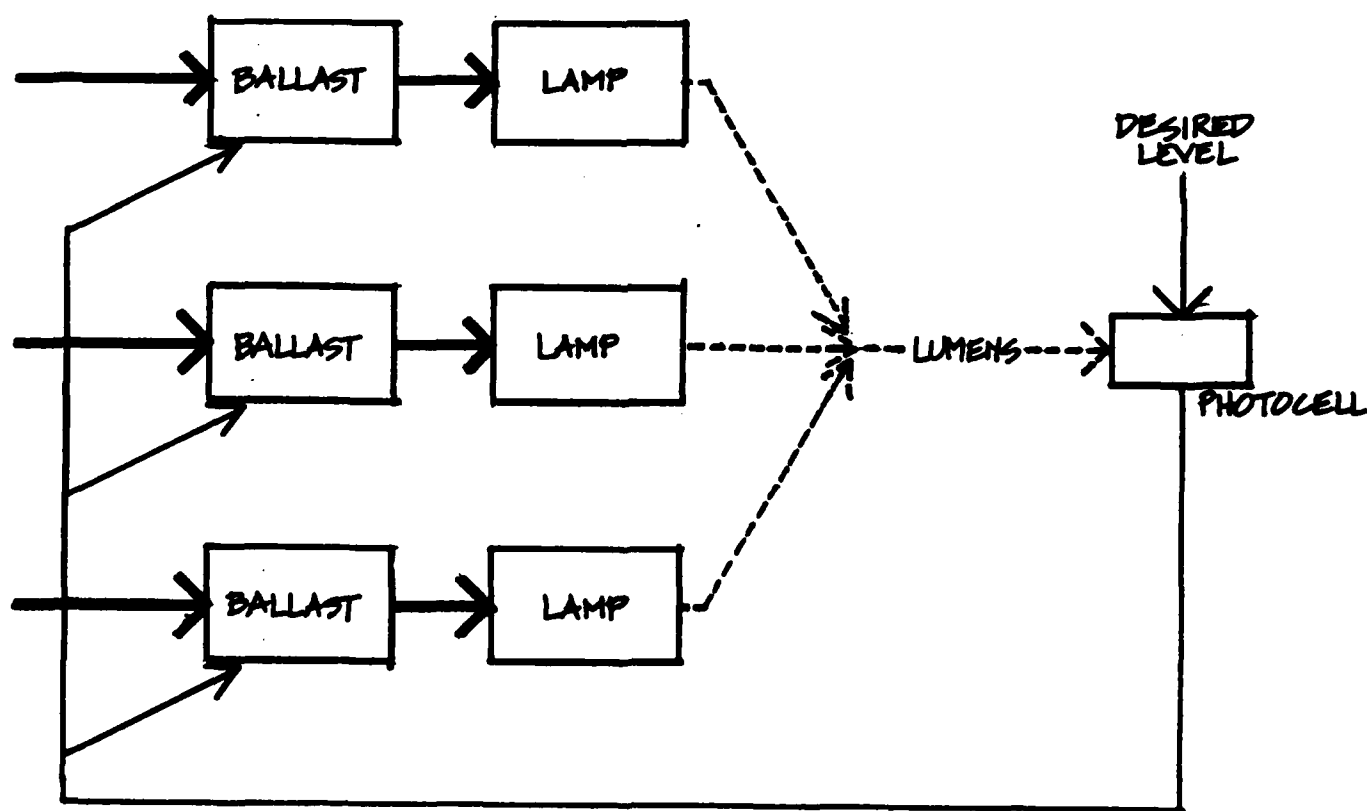 BALLAST
LAMP
DESIRED
LEVEL
BALLAST
LAMP
LUMENS
PHOTOCELL
BALLAST
LAMP